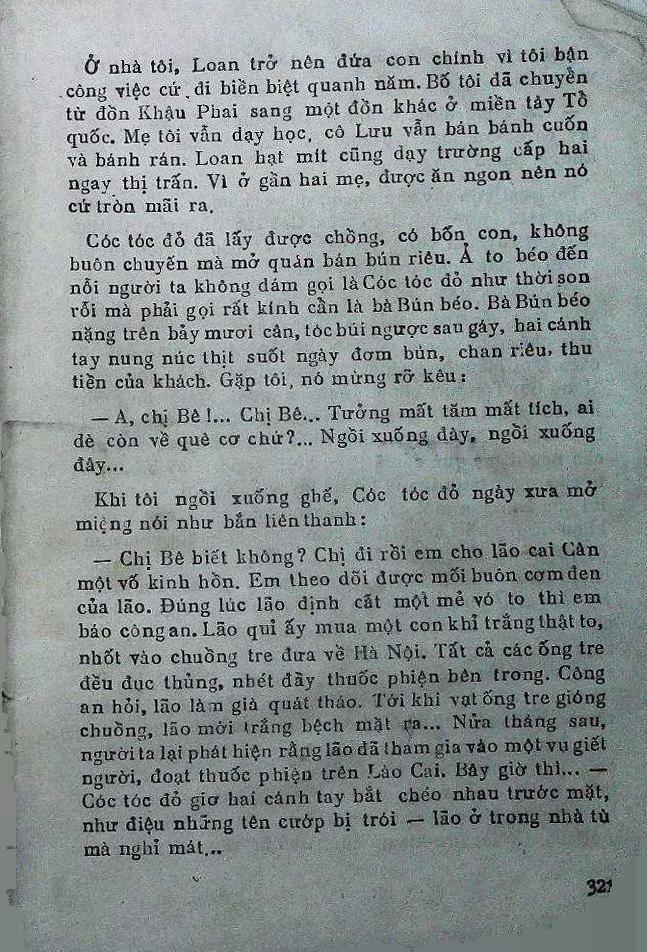 Ở nhà tôi, Loan trở nên đứa con chính vì tôi bận
công việc cứ đi biền biệt quanh năm. Bố tôi đã chuyển
từ đồn Khậu Phai sang một đồn khác ở miền tây Tổ
quốc. Mẹ tôi vẫn dạy học, cô Lưu vẫn bán bánh cuốn
và bánh rán. Loan hạt mít cũng dạy trường cấp hai
ngay thị trấn. Vì ở gần hai mẹ, được ăn ngon nên nó
cứ tròn mãi ra.
Cóc tóc đỏ đã lấy được chồng, có bốn con, không
buôn chuyến mà mở quán bán bún riêu. Ả to béo đến
nỗi người ta không dám gọi là Cóc tóc đỏ như thời son
rỗi mà phải gọi rất kính cần là bà Bún béo. Bà Bún béo
nặng trên bảy mươi cân, tóc búi ngược sau gáy, hai cánh
tay nung núc thịt suốt ngày đơm bún, chan riêu, thu
tiền của khách. Gặp tôi, nó mừng rỡ kêu:
— A, chị Bê!... Chị Bê... Tưởng mất tăm mất tích, ai
dè còn về quê cơ chứ?... Ngồi xuống đây, ngồi xuống
đây...
Khi tôi ngồi xuống ghế, Cóc tóc đỏ ngày xưa mở
miệng nói như bắn liên thanh:
— Chị Bê biết không? Chị đi rồi em cho lão cai Cân
một vố kinh hồn. Em theo dõi được mối buôn cơm đen
của lão. Đúng lúc lão định cất một mẻ vó to thì em
báo công an. Lão quỉ ấy mua một con khỉ trắng thật to,
nhốt vào chuồng tre đưa về Hà Nội. Tất cả các ống tre
đều đục thủng, nhét đầy thuốc phiện bên trong. Công
an hỏi, lão làm già quát tháo. Tới khi vạt ống tre gióng
chuồng, lão mới trắng bệch mặt ra... Nửa tháng sau,
người ta lại phát hiện rằng lão đã tham gia vào một vụ giết
người, đoạt thuốc phiện trên Lào Cai. Bây giờ thì... —
Cóc tóc đỏ giơ hai cánh tay bắt chéo nhau trước mặt,
như điệu những tên cướp bị trói — lão ở trong nhà tù
mà nghỉ mát...
321